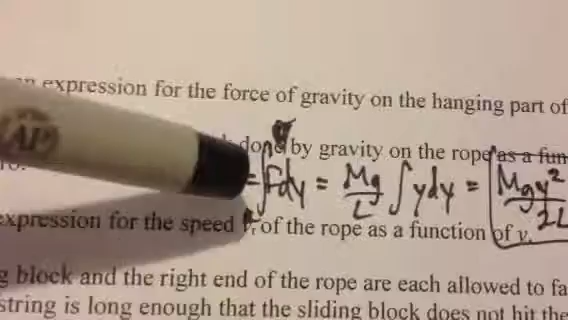 expression for the force of gravity on the hanging part of
AP
done by gravity on the rope as a fun
= ∫Fdy = Mg/L ∫ydy = Mgy²/2L
expression for the speed v_r of the rope as a function of y.
g block and the right end of the rope are each allowed to fa
string is long enough that the sliding block does not hit the